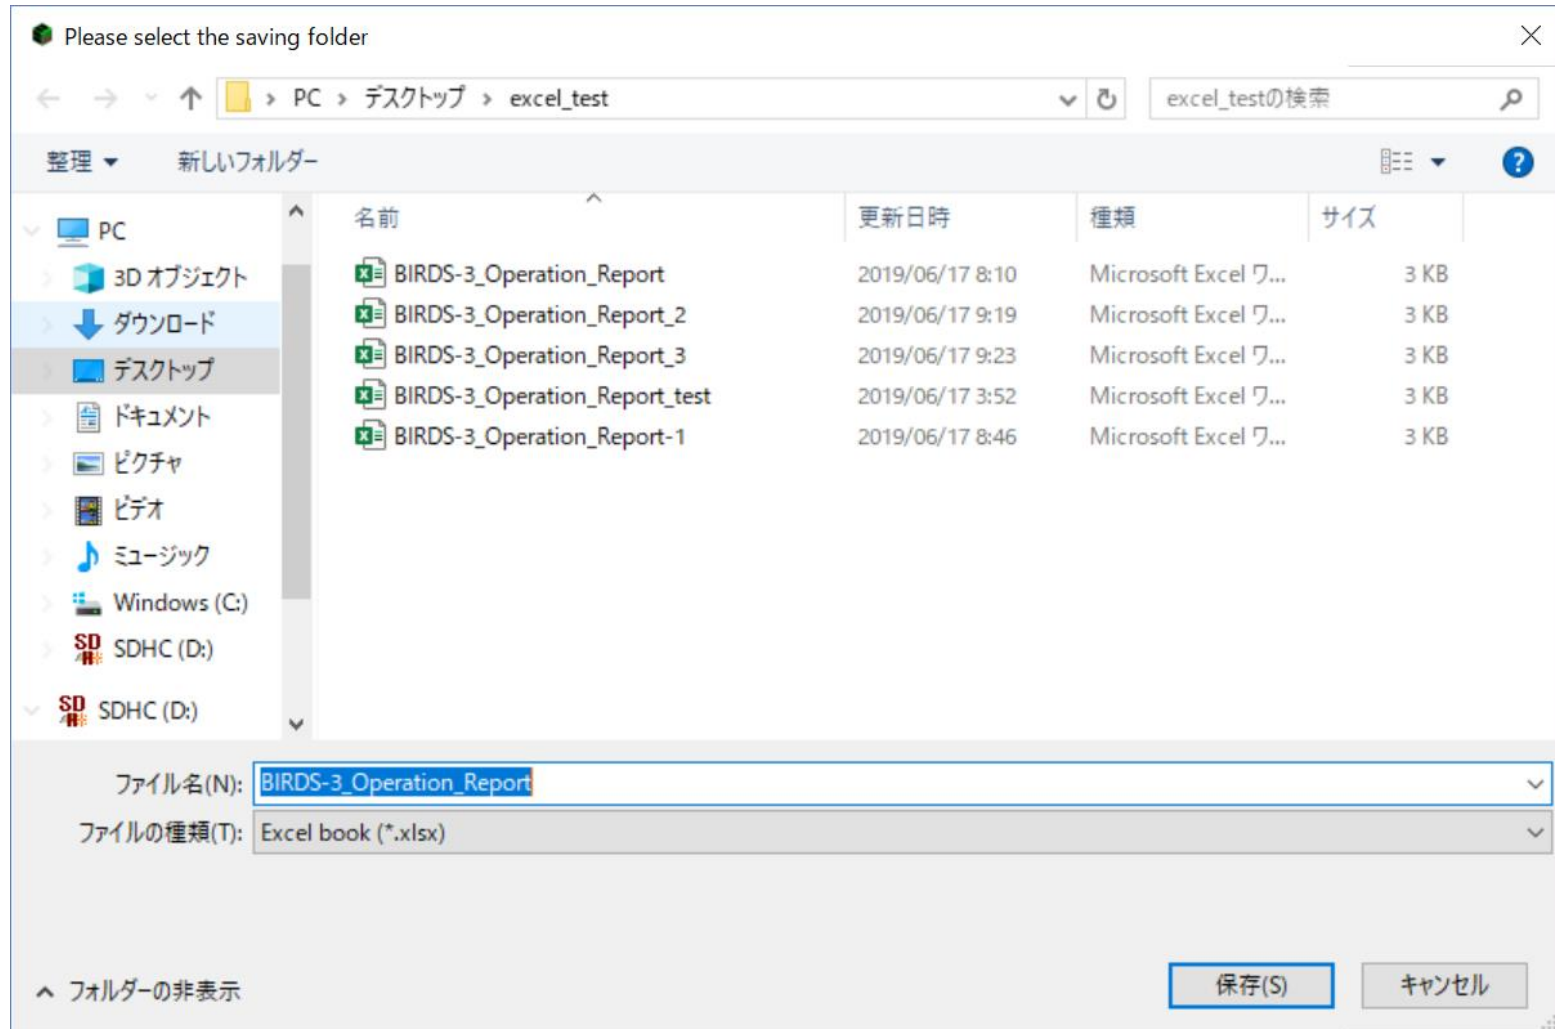 Please select the saving folder
PC > デスクトップ > excel_test
excel_testの検索
整理 新しいフォルダー
名前 更新日時 種類 サイズ
PC
3D オブジェクト
ダウンロード
デスクトップ
ドキュメント
ピクチャ
ビデオ
ミュージック
Windows (C:)
SDHC (D:)
SDHC (D:)
BIRDS-3_Operation_Report 2019/06/17 8:10 Microsoft Excel ワ... 3 KB
BIRDS-3_Operation_Report_2 2019/06/17 9:19 Microsoft Excel ワ... 3 KB
BIRDS-3_Operation_Report_3 2019/06/17 9:23 Microsoft Excel ワ... 3 KB
BIRDS-3_Operation_Report_test 2019/06/17 3:52 Microsoft Excel ワ... 3 KB
BIRDS-3_Operation_Report-1 2019/06/17 8:46 Microsoft Excel ワ... 3 KB
ファイル名(N): BIRDS-3_Operation_Report
ファイルの種類(T): Excel book (*.xlsx)
フォルダーの非表示
保存(S) キャンセル